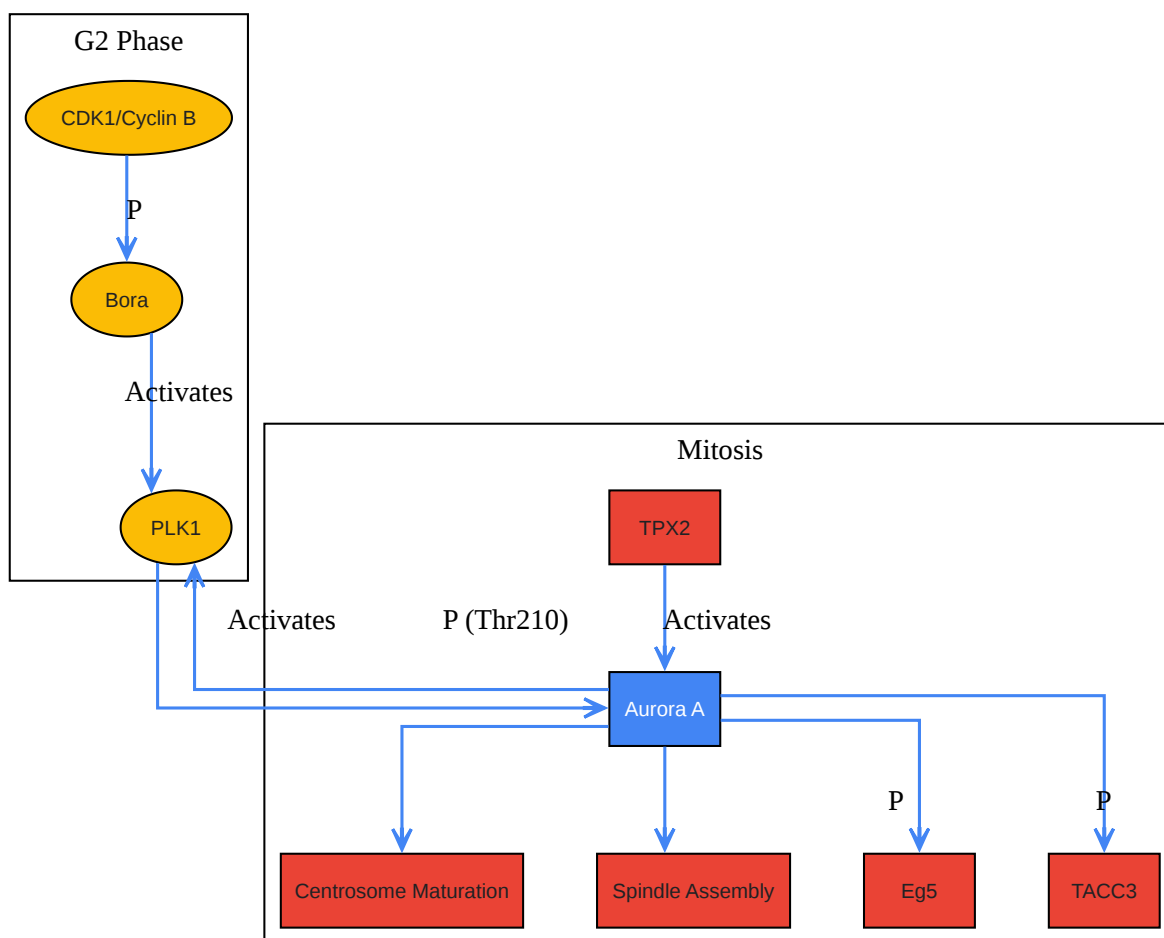 G2 Phase
CDK1/Cyclin B
P
Bora
Activates
Mitosis
PLK1
TPX2
Activates
P (Thr210)
Activates
Aurora A
P
P
Centrosome Maturation
Spindle Assembly
Eg5
TACC3